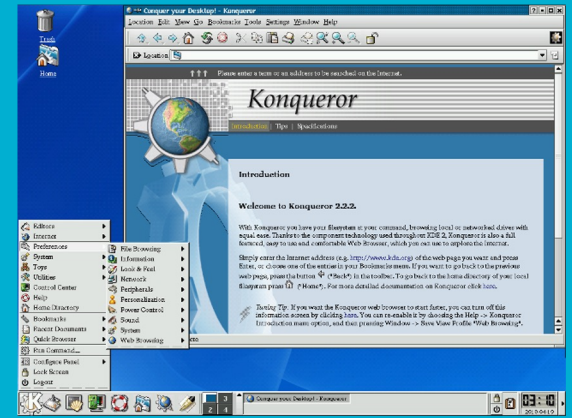 *** Conquer your Desktop! - Konqueror
Location Edit View Go Bookmarks Tools Settings Window Help
Location
Please enter a term or an address to be searched on the Internet.
Konqueror
Introduction | Tips | Specifications
Introduction
Welcome to Konqueror 2.2.2.
With Konqueror you have your filesystem at your command, browsing local or networked drives with
equal ease. Thanks to the component technology used throughout KDE 2, Konqueror is also a full
featured, easy to use and comfortable Web Browser, which you can use to explore the Internet.
Simply enter the Internet address (e.g. http://www.kde.org) of the web page you want and press
Enter, or choose one of the entries in your Bookmarks menu. If you want to go back to the previous
web page, press the button ("Back") in the toolbar. To go back to the home directory of your local
filesystem press ("Home"). For more detailed documentation on Konqueror click here.
Tuning Tip: If you want the Konqueror web browser to start faster, you can turn off this
information screen by clicking here. You can re-enable it by choosing the Help -> Konqueror
Introduction menu option, and then pressing Window -> Save View Profile "Web Browsing".
Trash
Home
Editors
Internet
Preferences
System
Toys
Utilities
Control Center
Help
Home Directory
Bookmarks
Recent Documents
Quick Browser
Run Command...
Configure Panel
Lock Screen
Logout
File Browsing
Information
Look & Feel
Network
Peripherals
Personalization
Power Control
Sound
System
Web Browsing
3
2 4
Conquer your Desktop! - Konqueror
03:10